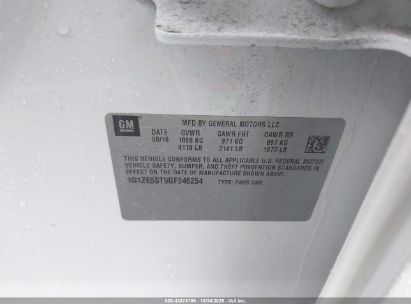 GM
MFD BY GENERAL MOTORS LLC
DATE GVWR GAWR FRT GAWR RR
08/16 1868 KG 971 KG 897 KG
4118 LB 2141 LB 1977 LB
THIS VEHICLE CONFORMS TO ALL APPLICABLE U.S. FEDERAL MOTOR
VEHICLE SAFETY, BUMPER, AND THEFT PREVENTION STANDARDS IN
EFFECT ON THE DATE OF MANUFACTURE SHOWN ABOVE.
1G1ZE5ST9GF346254 TYPE: PASS CAR